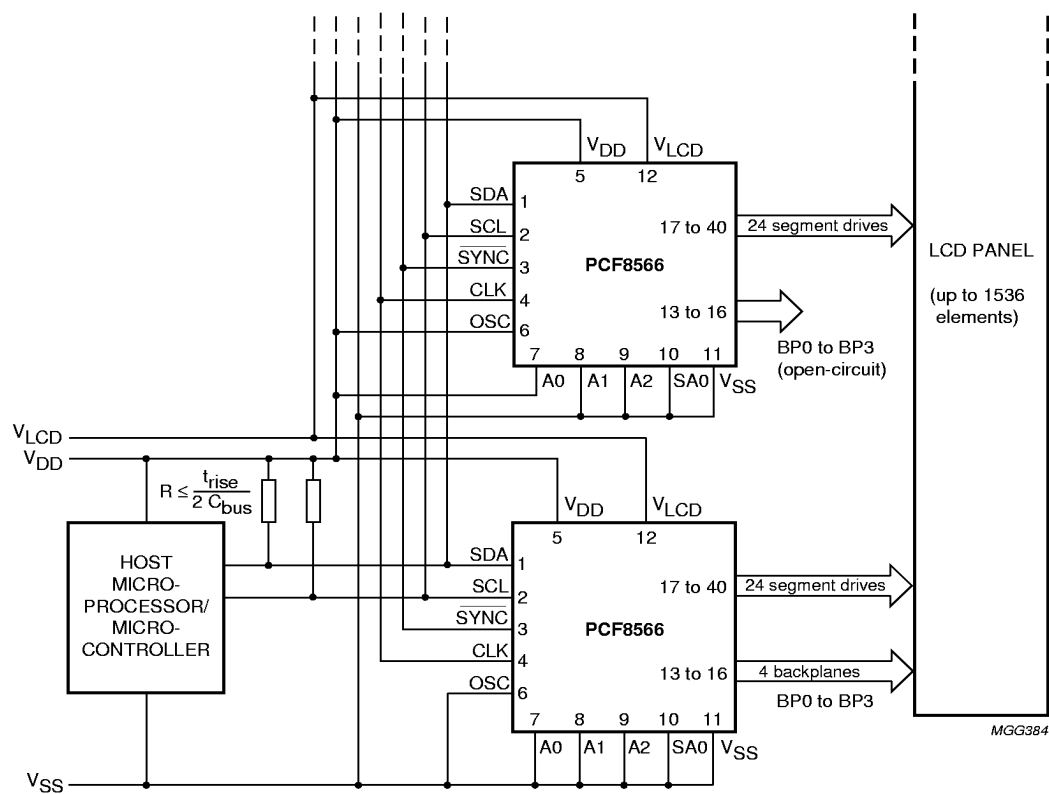 VDD
VLCD
5
12
SDA
1
SCL
2
SYNC
3
CLK
4
OSC
6
PCF8566
17 to 40
24 segment drives
13 to 16
BP0 to BP3
(open-circuit)
7
8
9
10
11
A0
A1
A2
SA0
VSS
LCD PANEL
(up to 1536
elements)
VLCD
VDD
R ≤ trise
2 Cbus
HOST
MICRO-
PROCESSOR/
MICRO-
CONTROLLER
VDD
VLCD
5
12
SDA
1
SCL
2
SYNC
3
CLK
4
OSC
6
PCF8566
17 to 40
24 segment drives
13 to 16
4 backplanes
BP0 to BP3
7
8
9
10
11
A0
A1
A2
SA0
VSS
VSS
MGG384